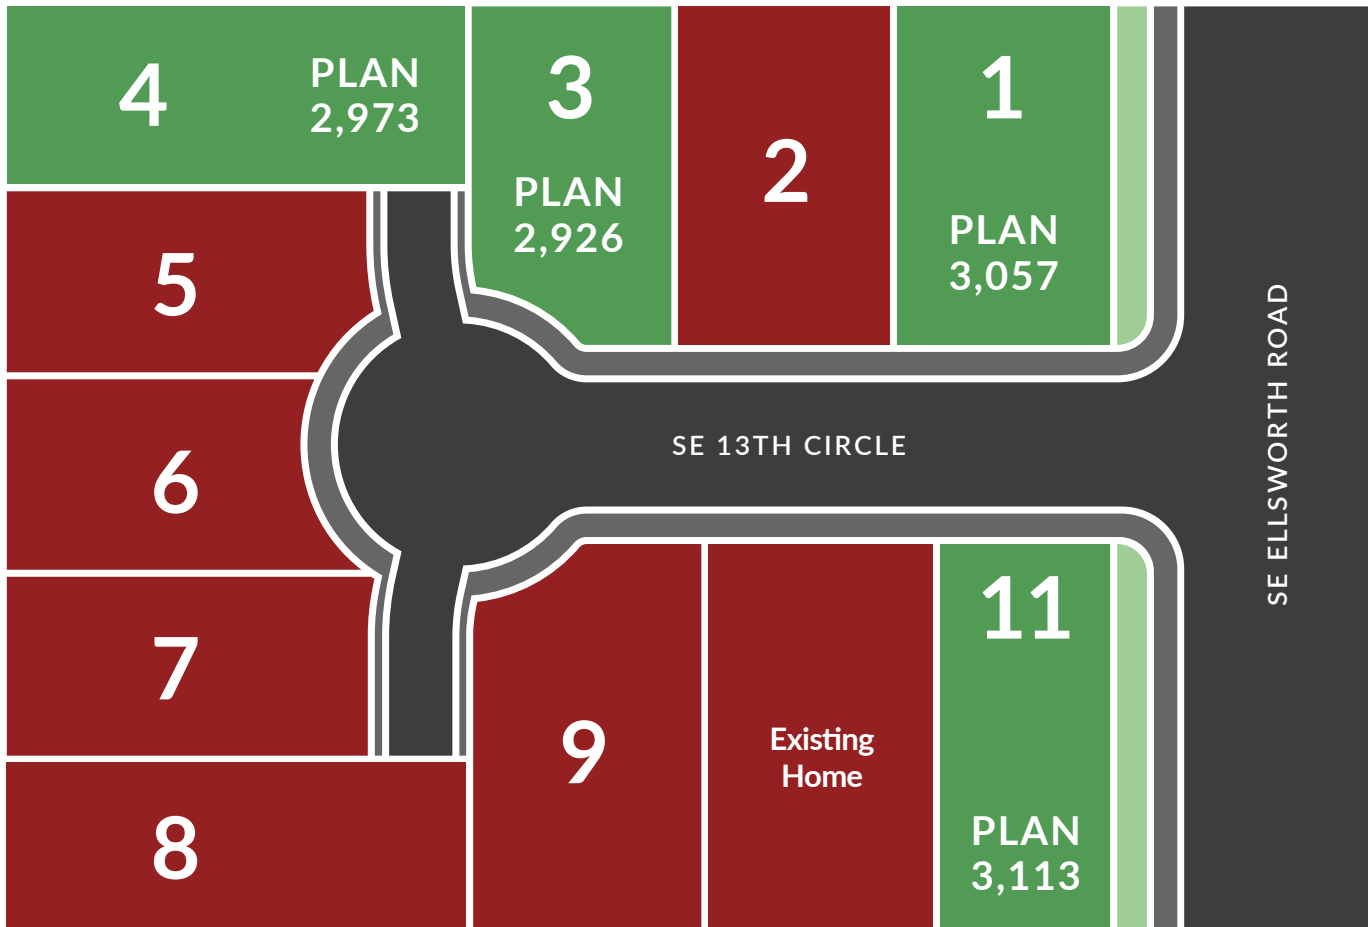 4
PLAN
2,973
3
PLAN
2,926
2
1
PLAN
3,057
5
6
7
8
SE 13TH CIRCLE
SE ELLSWORTH ROAD
9
Existing
Home
11
PLAN
3,113